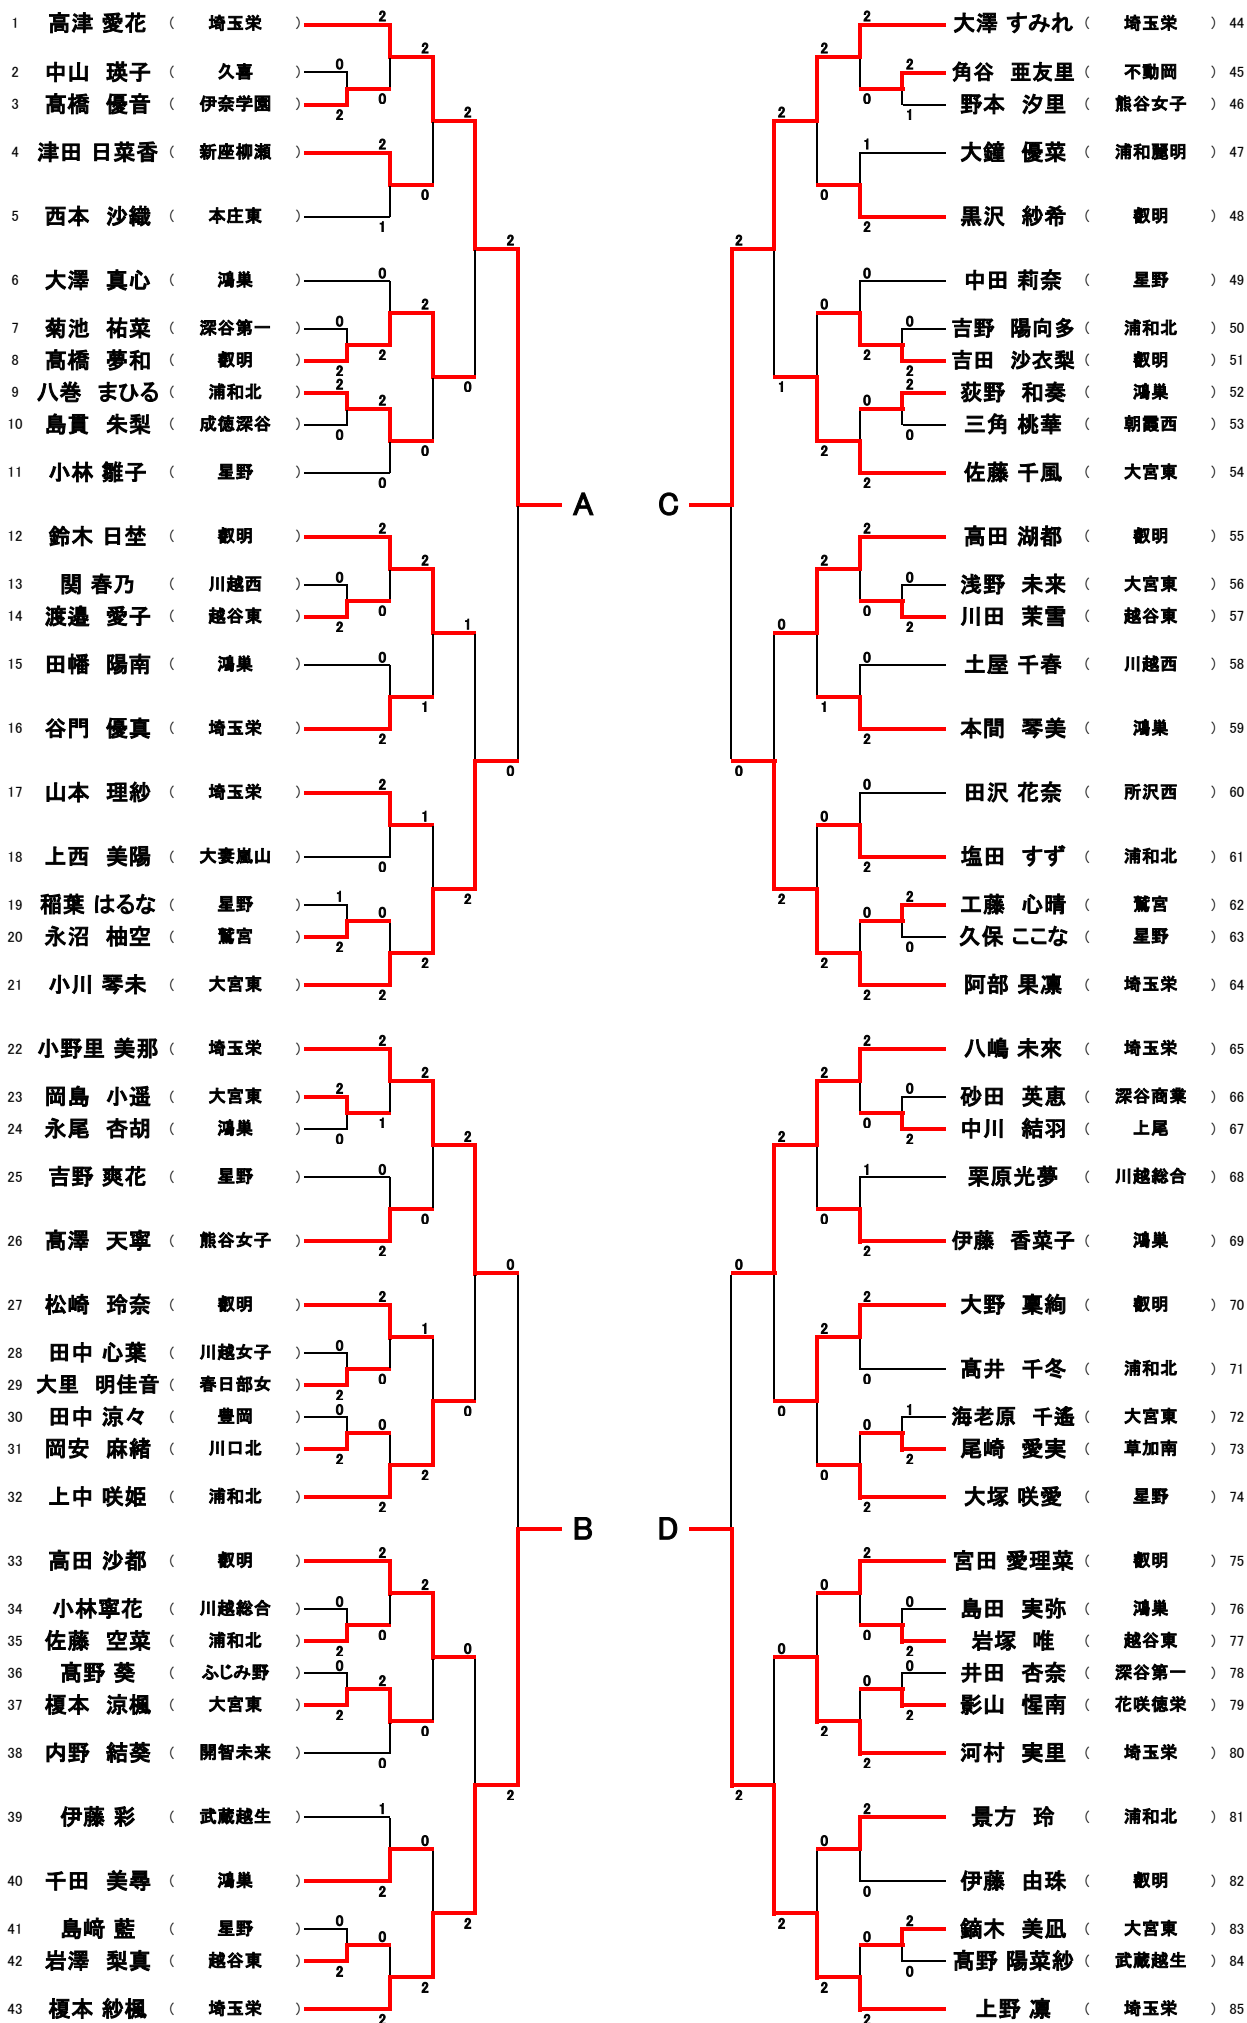 1 高津 愛花 （ 埼玉栄 ）
2 中山 瑛子 （ 久喜 ）
3 高橋 優音 （ 伊奈学園 ）
4 津田 日菜香 （ 新座柳瀬 ）
5 西本 沙織 （ 本庄東 ）
6 大澤 真心 （ 鴻巣 ）
7 菊池 祐菜 （ 深谷第一 ）
8 高橋 夢和 （ 叡明 ）
9 八巻 まひる （ 浦和北 ）
10 島貫 朱梨 （ 成徳深谷 ）
11 小林 雛子 （ 星野 ）
12 鈴木 日埜 （ 叡明 ）
13 関 春乃 （ 川越西 ）
14 渡邉 愛子 （ 越谷東 ）
15 田幡 陽南 （ 鴻巣 ）
16 谷門 優真 （ 埼玉栄 ）
17 山本 理紗 （ 埼玉栄 ）
18 上西 美陽 （ 大妻嵐山 ）
19 稲葉 はるな （ 星野 ）
20 永沼 柚空 （ 鷲宮 ）
21 小川 琴未 （ 大宮東 ）
A
22 小野里 美那 （ 埼玉栄 ）
23 岡島 小遥 （ 大宮東 ）
24 永尾 杏胡 （ 鴻巣 ）
25 吉野 爽花 （ 星野 ）
26 高澤 天寧 （ 熊谷女子 ）
27 松崎 玲奈 （ 叡明 ）
28 田中 心葉 （ 川越女子 ）
29 大里 明佳音 （ 春日部女 ）
30 田中 涼々 （ 豊岡 ）
31 岡安 麻緒 （ 川口北 ）
32 上中 咲姫 （ 浦和北 ）
33 高田 沙都 （ 叡明 ）
34 小林寧花 （ 川越総合 ）
35 佐藤 空菜 （ 浦和北 ）
36 高野 葵 （ ふじみ野 ）
37 榎本 涼楓 （ 大宮東 ）
38 内野 結葵 （ 開智未来 ）
39 伊藤 彩 （ 武蔵越生 ）
40 千田 美尋 （ 鴻巣 ）
41 島﨑 藍 （ 星野 ）
42 岩澤 梨真 （ 越谷東 ）
43 榎本 紗楓 （ 埼玉栄 ）
B
大澤 すみれ （ 埼玉栄 ） 44
角谷 亜友里 （ 不動岡 ） 45
野本 汐里 （ 熊谷女子 ） 46
大鐘 優菜 （ 浦和麗明 ） 47
黒沢 紗希 （ 叡明 ） 48
中田 莉奈 （ 星野 ） 49
吉野 陽向多 （ 浦和北 ） 50
吉田 沙衣梨 （ 叡明 ） 51
荻野 和奏 （ 鴻巣 ） 52
三角 桃華 （ 朝霞西 ） 53
佐藤 千風 （ 大宮東 ） 54
高田 湖都 （ 叡明 ） 55
浅野 未来 （ 大宮東 ） 56
川田 茉雪 （ 越谷東 ） 57
土屋 千春 （ 川越西 ） 58
本間 琴美 （ 鴻巣 ） 59
田沢 花奈 （ 所沢西 ） 60
塩田 すず （ 浦和北 ） 61
工藤 心晴 （ 鷲宮 ） 62
久保 ここな （ 星野 ） 63
阿部 果凛 （ 埼玉栄 ） 64
C
八嶋 未來 （ 埼玉栄 ） 65
砂田 英恵 （ 深谷商業 ） 66
中川 結羽 （ 上尾 ） 67
栗原光夢 （ 川越総合 ） 68
伊藤 香菜子 （ 鴻巣 ） 69
大野 稟絢 （ 叡明 ） 70
髙井 千冬 （ 浦和北 ） 71
海老原 千遙 （ 大宮東 ） 72
尾崎 愛実 （ 草加南 ） 73
大塚 咲愛 （ 星野 ） 74
宮田 愛理菜 （ 叡明 ） 75
島田 実弥 （ 鴻巣 ） 76
岩塚 唯 （ 越谷東 ） 77
井田 杏奈 （ 深谷第一 ） 78
影山 惺南 （ 花咲徳栄 ） 79
河村 実里 （ 埼玉栄 ） 80
景方 玲 （ 浦和北 ） 81
伊藤 由珠 （ 叡明 ） 82
鏑木 美凪 （ 大宮東 ） 83
高野 陽菜紗 （ 武蔵越生 ） 84
上野 凛 （ 埼玉栄 ） 85
D